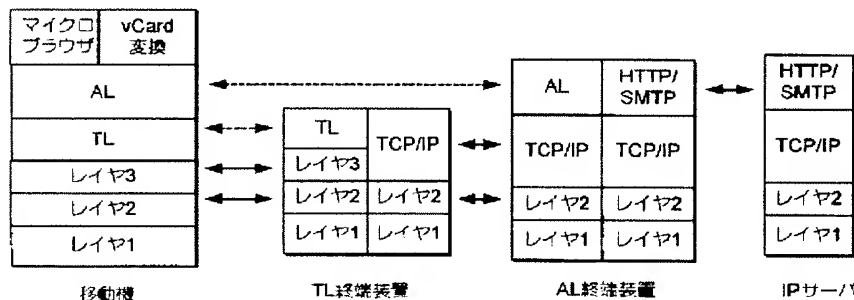 マイクロ
ブラウザ
vCard
変換
AL
TL
レイヤ3
レイヤ2
レイヤ1
移動機
TL
TCP/IP
レイヤ3
レイヤ2
レイヤ2
レイヤ1
レイヤ1
TL終端装置
AL
HTTP/
SMTP
TCP/IP
TCP/IP
レイヤ2
レイヤ2
レイヤ1
レイヤ1
AL終端装置
HTTP/
SMTP
TCP/IP
レイヤ2
レイヤ1
IPサーバ